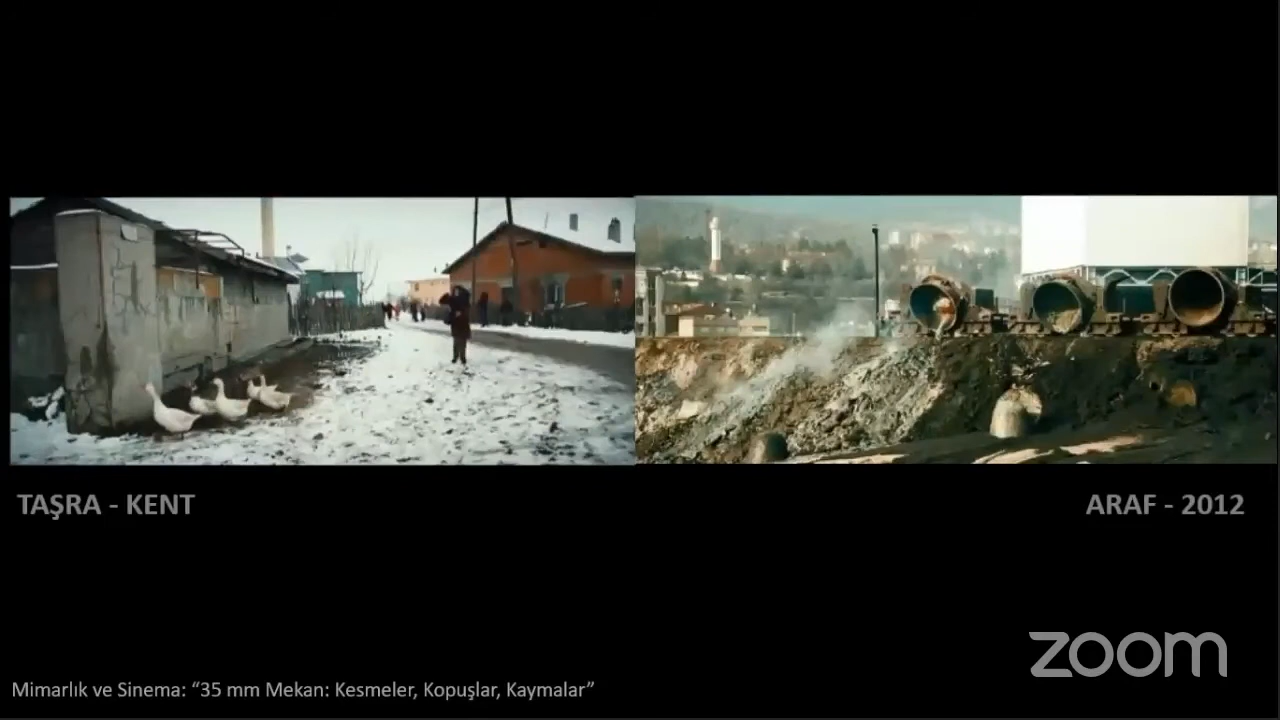 TAŞRA - KENT
ARAF - 2012
zoom
Mimarlık ve Sinema: “35 mm Mekan: Kesmeler, Kopuşlar, Kaymalar”